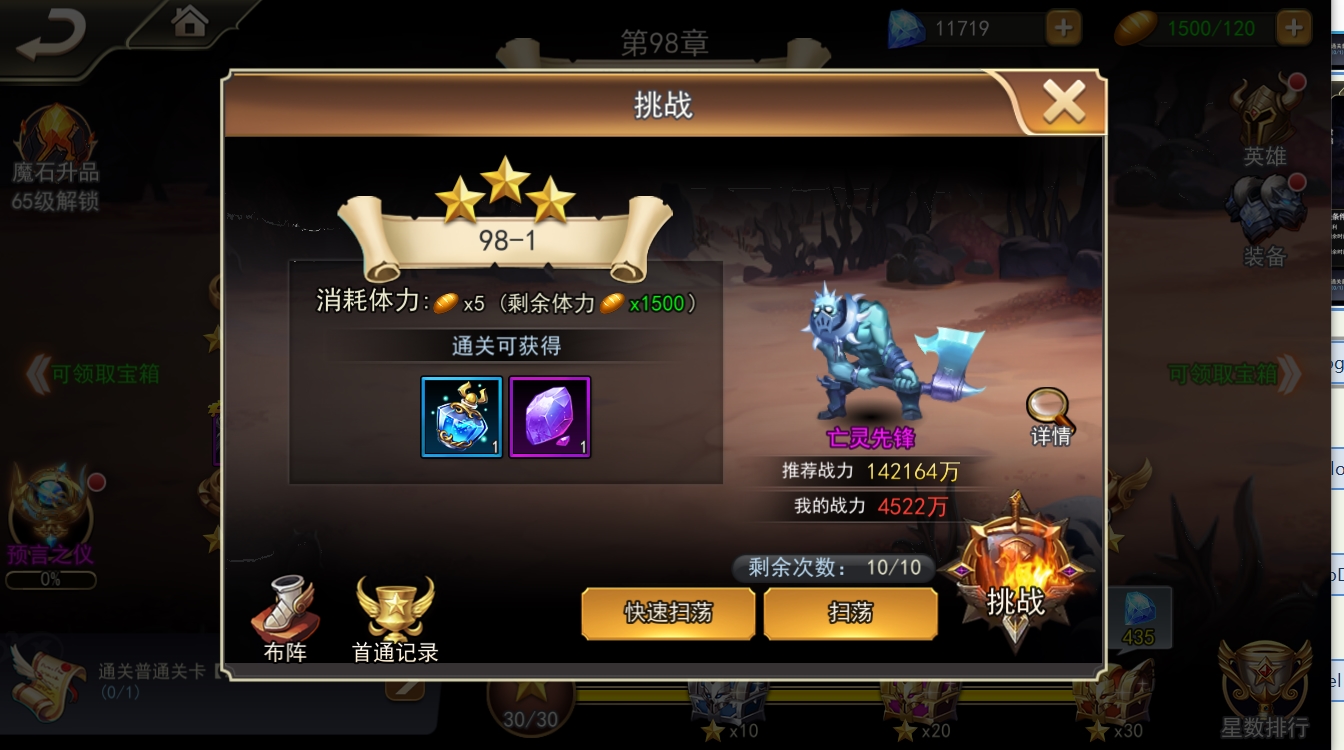 第98章
11719
1500/120
挑战
魔石升品
65级解锁
英雄
98-1
装备
消耗体力: x5 (剩余体力 x1500)
通关可获得
可领取宝箱
可领取宝箱
1
1
亡灵先锋
详情
推荐战力 142164万
我的战力 4522万
预言之仪
0%
剩余次数: 10/10
快速扫荡
扫荡
挑战
布阵
首通记录
435
通关普通关卡【
(0/1)
30/30
x10
x20
x30
星数排行